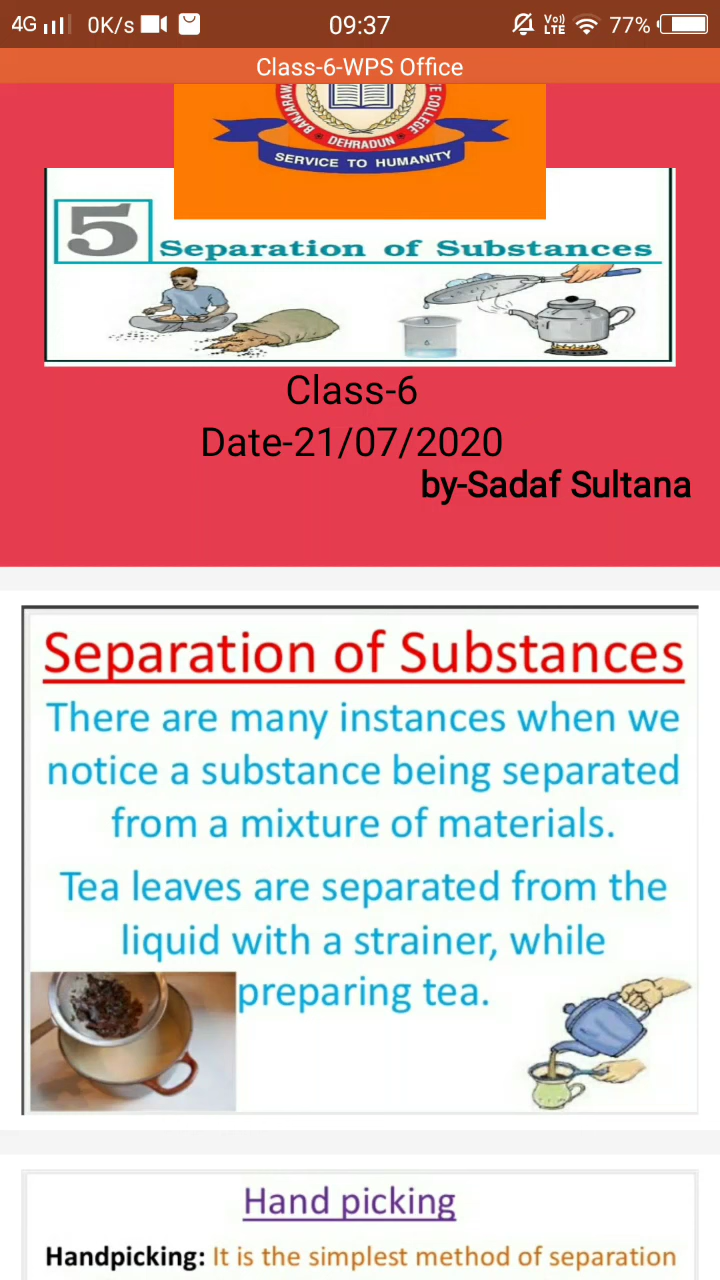 4G 0K/s 09:37 Vo)) LTE 77%
Class-6-WPS Office
DEHRADUN
COLLEGE
SERVICE TO HUMANITY
5 Separation of Substances
Class-6
Date-21/07/2020
by-Sadaf Sultana
Separation of Substances
There are many instances when we
notice a substance being separated
from a mixture of materials.
Tea leaves are separated from the
liquid with a strainer, while
preparing tea.
Hand picking
Handpicking: It is the simplest method of separation